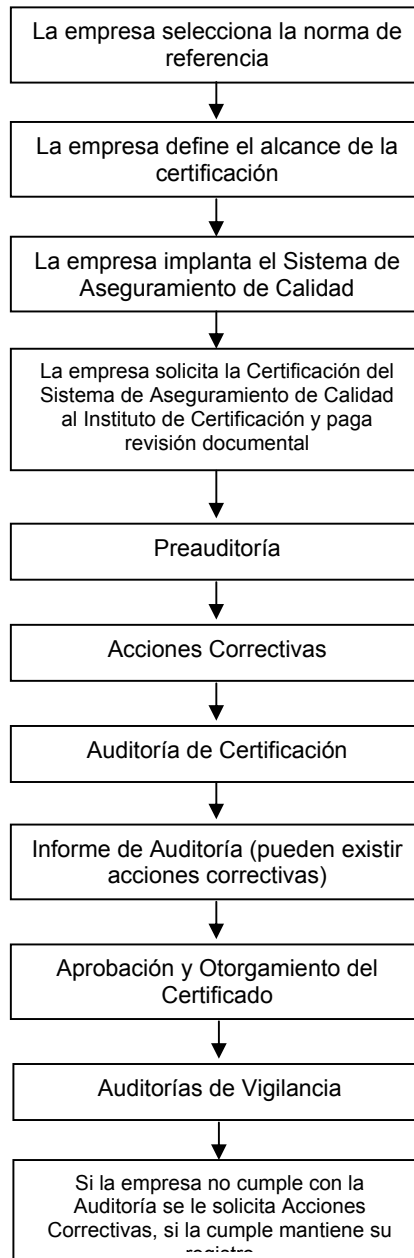 La empresa selecciona la norma de
referencia
La empresa define el alcance de la
certificación
La empresa implanta el Sistema de
Aseguramiento de Calidad
La empresa solicita la Certificación del
Sistema de Aseguramiento de Calidad
al Instituto de Certificación y paga
revisión documental
Preauditoría
Acciones Correctivas
Auditoría de Certificación
Informe de Auditoría (pueden existir
acciones correctivas)
Aprobación y Otorgamiento del
Certificado
Auditorías de Vigilancia
Si la empresa no cumple con la
Auditoría se le solicita Acciones
Correctivas, si la cumple mantiene su